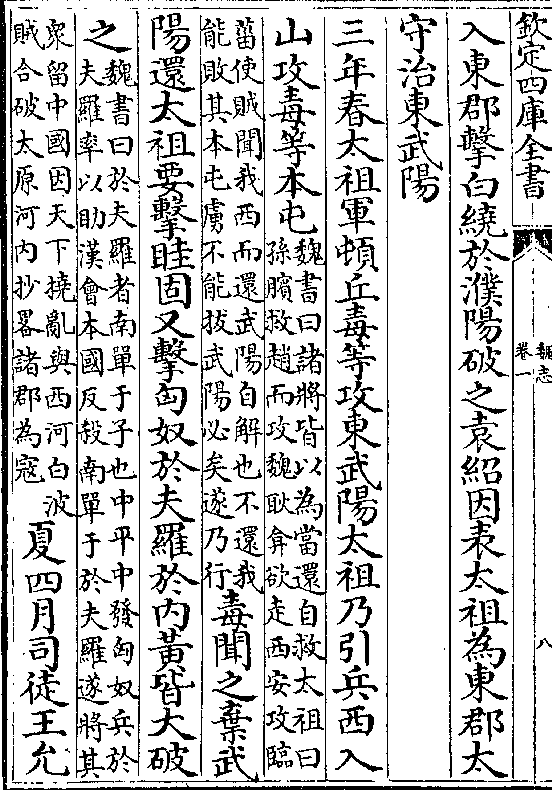 欽定四庫全書
魏志
卷一
八
入東郡擊白繞於濮陽破之袁紹因表太祖為東郡太
守治東武陽
三年春太祖軍頓丘毒等攻東武陽太祖乃引兵西入
山攻毒等本屯
魏書曰諸將皆以為當還自救太祖曰
孫臏救趙而攻魏耿弇欲走西安攻臨
菑使賊聞我西而還武陽自解也不還我
能敗其本屯虜不能拔武陽必矣遂乃行
毒聞之棄武
陽還太祖要擊眭固又擊匈奴於夫羅於內黃皆大破
之
魏書曰於夫羅者南單于子也中平中發匈奴兵於
夫羅率以助漢會本國反殺南單于於夫羅遂將其
衆留中國因天下撓亂與西河白波
賊合破太原河內抄畧諸郡為寇
夏四月司徒王允